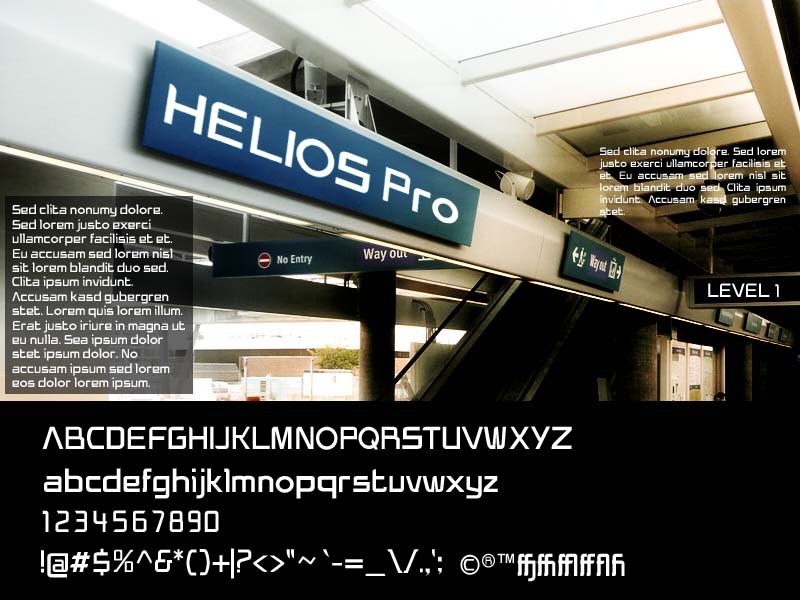 HELIOS Pro
Sed clita nonumy dolore. Sed lorem
justo exerci ullamcorper facilisis et
et. Eu accusam sed lorem nisl sit
lorem blandit duo sed. Clita ipsum
invidunt. Accusam kasd gubergren
stet.
Sed clita nonumy dolore.
Sed lorem justo exerci
ullamcorper facilisis et et.
Eu accusam sed lorem nisl
sit lorem blandit duo sed.
Clita ipsum invidunt.
Accusam kasd gubergren
stet. Lorem quis lorem illum.
Erat justo iriure in magna ut
eu nulla. Sea ipsum dolor
stet ipsum dolor. No
accusam ipsum sed lorem
eos dolor lorem ipsum.
No Entry
Way out
Way out
LEVEL 1
ABCDEFGHIJKLMNOPQRSTUVWXYZ
abcdefghijklmnopqrstuvwxyz
1234567890
!@#$%^&*()+|?<>"~`-=_\/.,'; ©®™